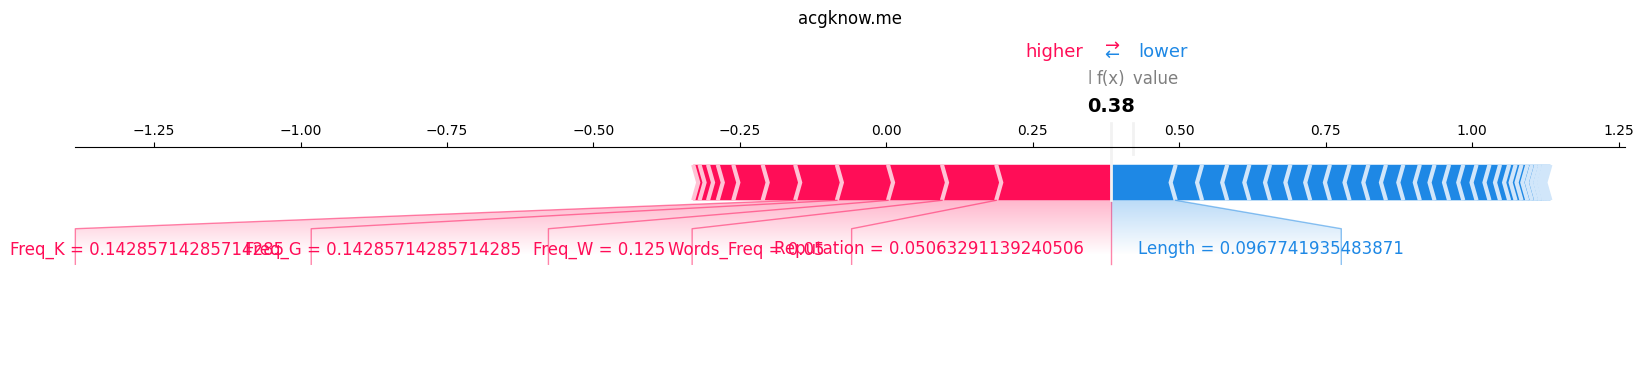 acgknow.me
higher → ← lower
l f(x) value
0.38
−1.25 −1.00 −0.75 −0.50 −0.25 0.00 0.25 0.50 0.75 1.00 1.25
Freq_K = 0.14285714285714285 Freq_G = 0.14285714285714285 Freq_W = 0.125 Words_Freq = 0.05 Reputation = 0.05063291139240506 Length = 0.0967741935483871